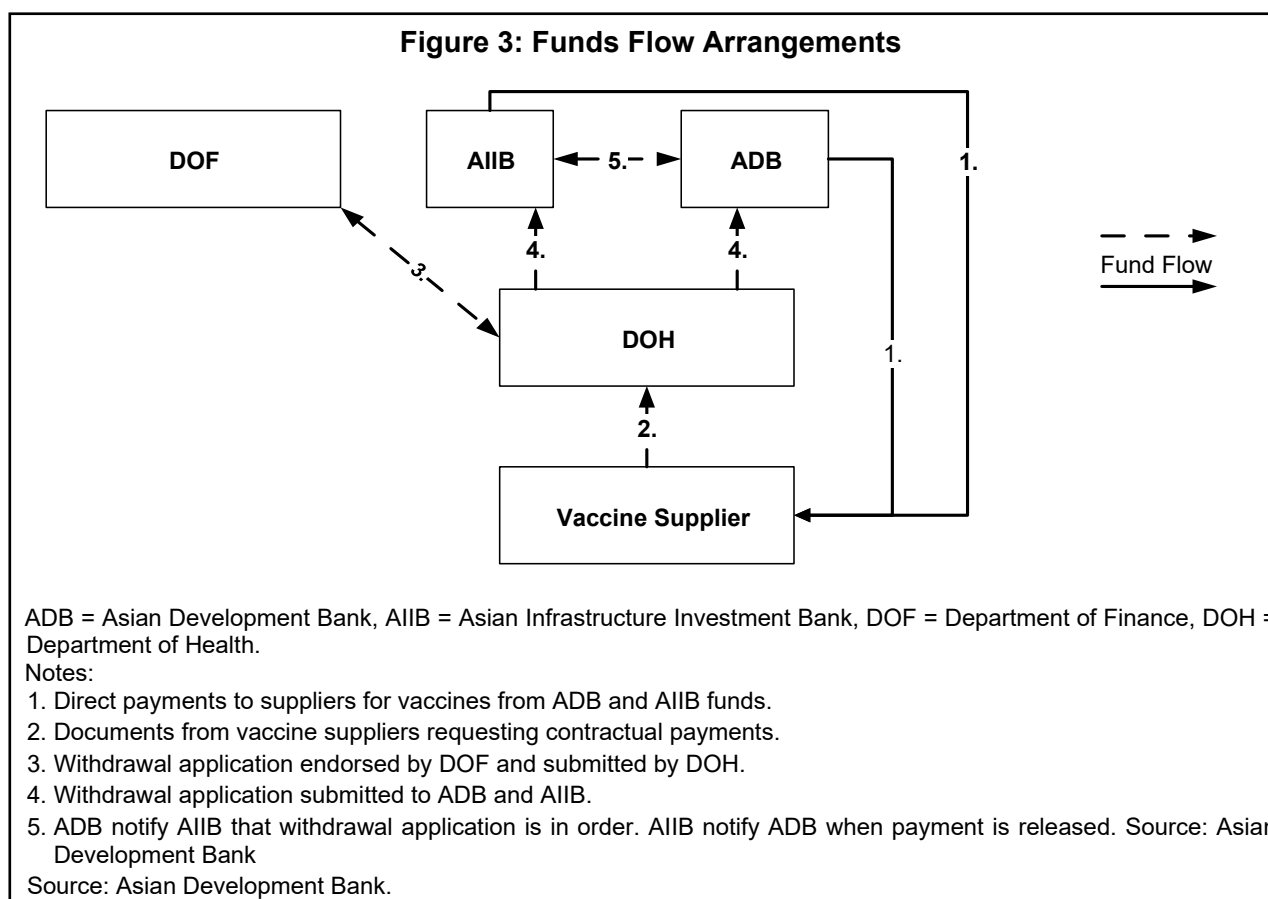 Figure 3: Funds Flow Arrangements
DOF
AIIB
5.
ADB
1.
4.
4.
3.
Fund Flow
DOH
1.
2.
Vaccine Supplier
ADB = Asian Development Bank, AIIB = Asian Infrastructure Investment Bank, DOF = Department of Finance, DOH =
Department of Health.
Notes:
1. Direct payments to suppliers for vaccines from ADB and AIIB funds.
2. Documents from vaccine suppliers requesting contractual payments.
3. Withdrawal application endorsed by DOF and submitted by DOH.
4. Withdrawal application submitted to ADB and AIIB.
5. ADB notify AIIB that withdrawal application is in order. AIIB notify ADB when payment is released. Source: Asian
Development Bank
Source: Asian Development Bank.